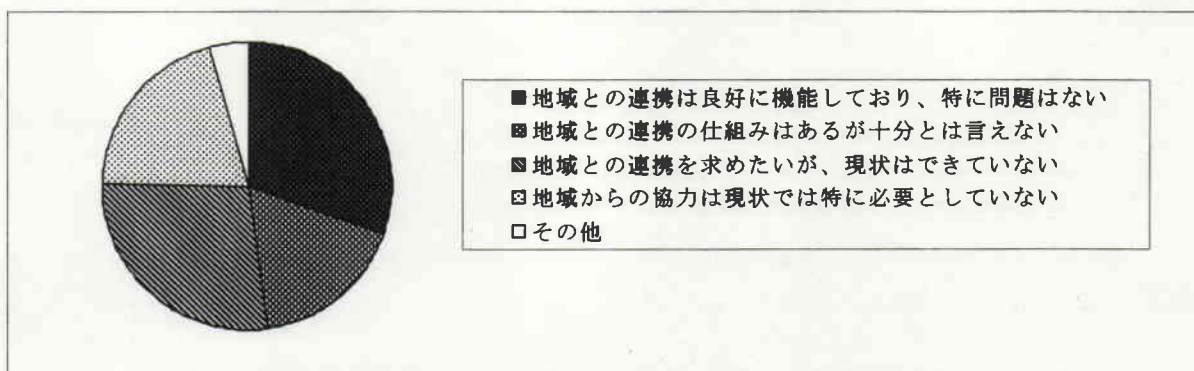 ■地域との連携は良好に機能しており、特に問題はない
▩地域との連携の仕組みはあるが十分とは言えない
▧地域との連携を求めたいが、現状はできていない
⊡地域からの協力は現状では特に必要としていない
□その他